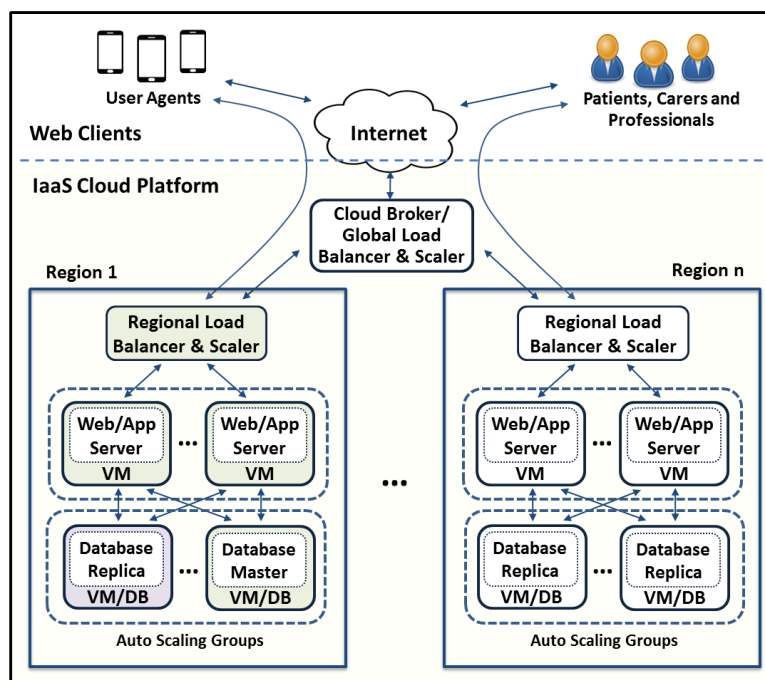 User Agents
Patients, Carers and
Professionals
Internet
Web Clients
IaaS Cloud Platform
Cloud Broker/
Global Load
Balancer & Scaler
Region 1
Region n
Regional Load
Balancer & Scaler
Regional Load
Balancer & Scaler
Web/App
Server
VM
...
Web/App
Server
VM
Web/App
Server
VM
...
Web/App
Server
VM
...
Database
Replica
VM/DB
...
Database
Master
VM/DB
Database
Replica
VM/DB
...
Database
Replica
VM/DB
Auto Scaling Groups
Auto Scaling Groups